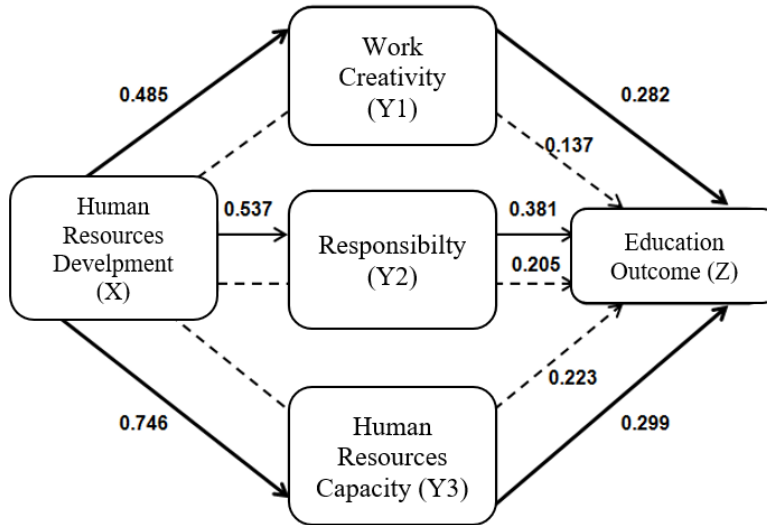 Work
Creativity
(Y1)
0.485
0.282
0.137
Human
Resources
Develpment
(X)
0.537
Responsibilty
(Y2)
0.381
0.205
Education
Outcome (Z)
0.746
Human
Resources
Capacity (Y3)
0.223
0.299